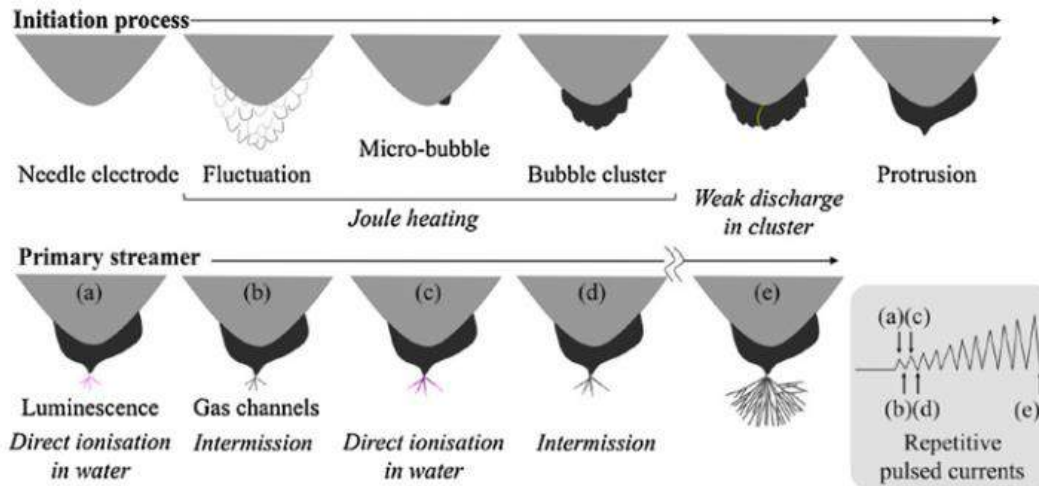 Initiation process
Needle electrode
Fluctuation
Micro-bubble
Bubble cluster
Weak discharge
in cluster
Protrusion
Joule heating
Primary streamer
(a)
(b)
(c)
(d)
(e)
Luminescence
Direct ionisation
in water
Gas channels
Intermission
Direct ionisation
in water
Intermission
(a)(c)
(b)(d)
(e)
Repetitive
pulsed currents